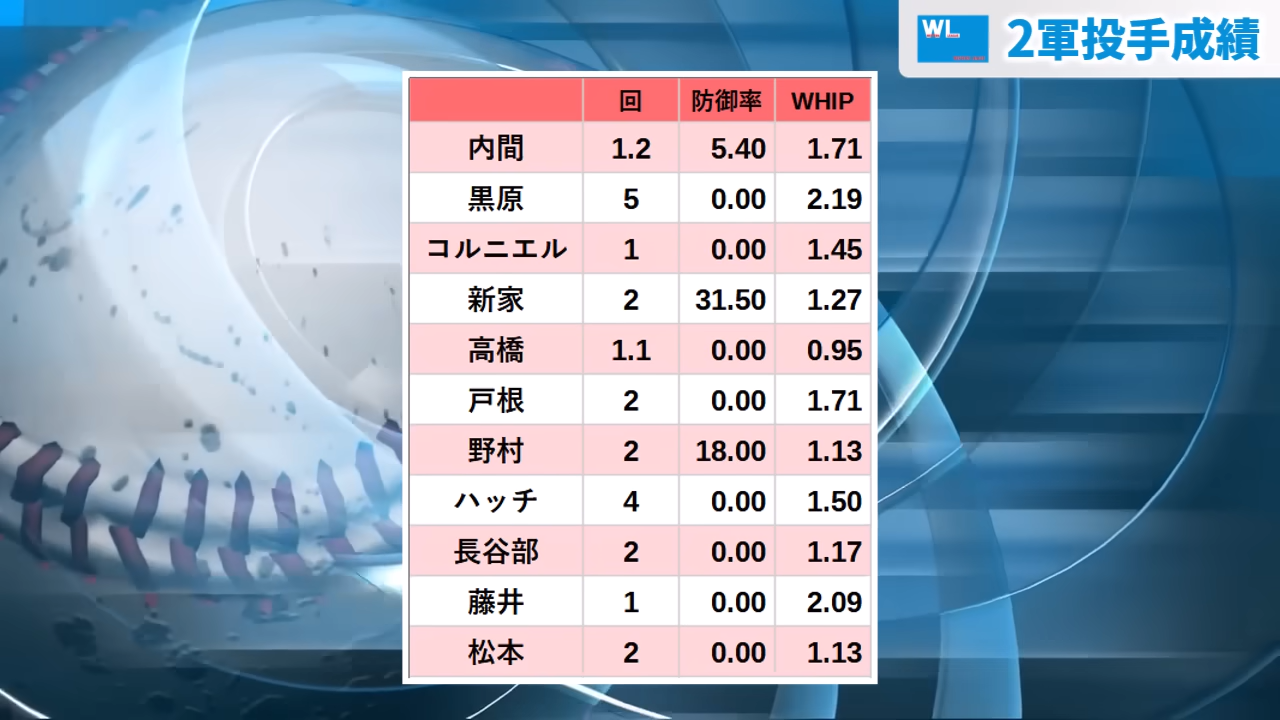 WL
2軍投手成績
回 防御率 WHIP
内間 1.2 5.40 1.71
黒原 5 0.00 2.19
コルニエル 1 0.00 1.45
新家 2 31.50 1.27
高橋 1.1 0.00 0.95
戸根 2 0.00 1.71
野村 2 18.00 1.13
ハッチ 4 0.00 1.50
長谷部 2 0.00 1.17
藤井 1 0.00 2.09
松本 2 0.00 1.13